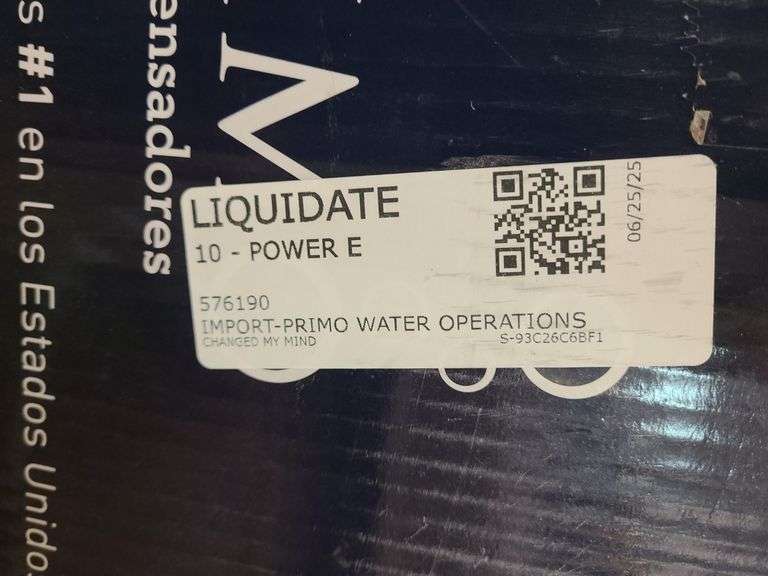 s #1 en los Estados Unidos
ensadores
M
LIQUIDATE
10 - POWER E
06/25/25
576190
IMPORT-PRIMO WATER OPERATIONS
CHANGED MY MIND
S-93C26C6BF1